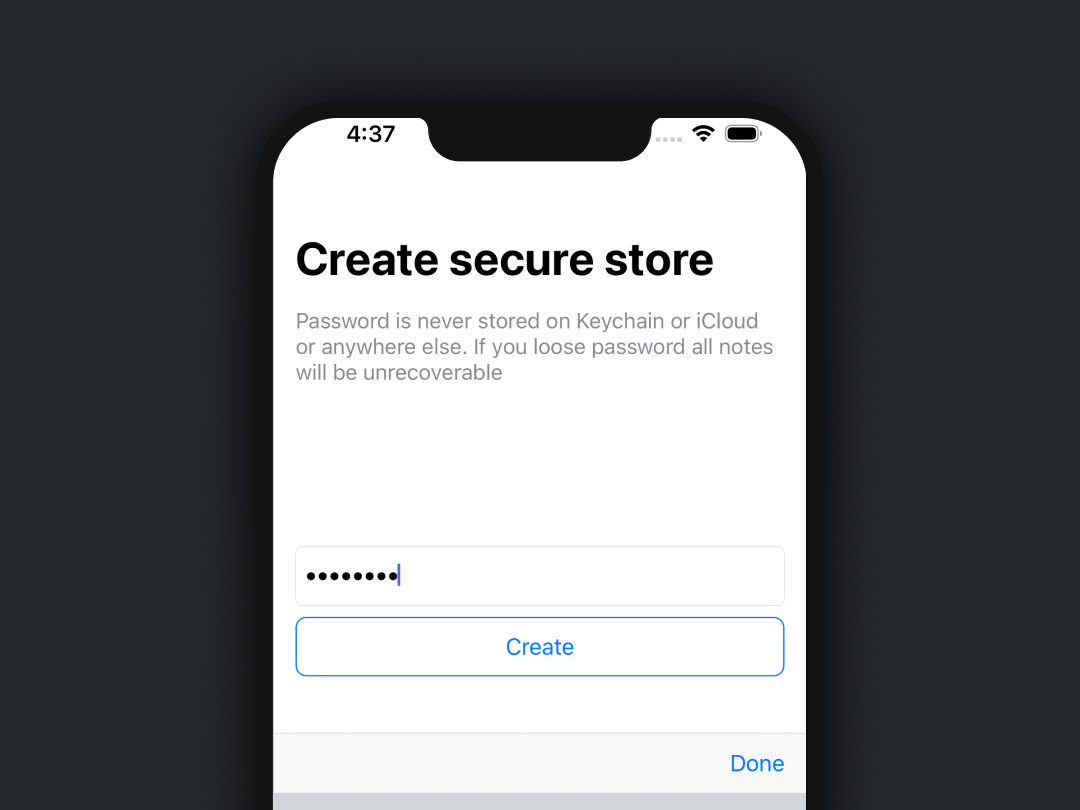 4:37
Create secure store
Password is never stored on Keychain or iCloud
or anywhere else. If you loose password all notes
will be unrecoverable
••••••••
Create
Done